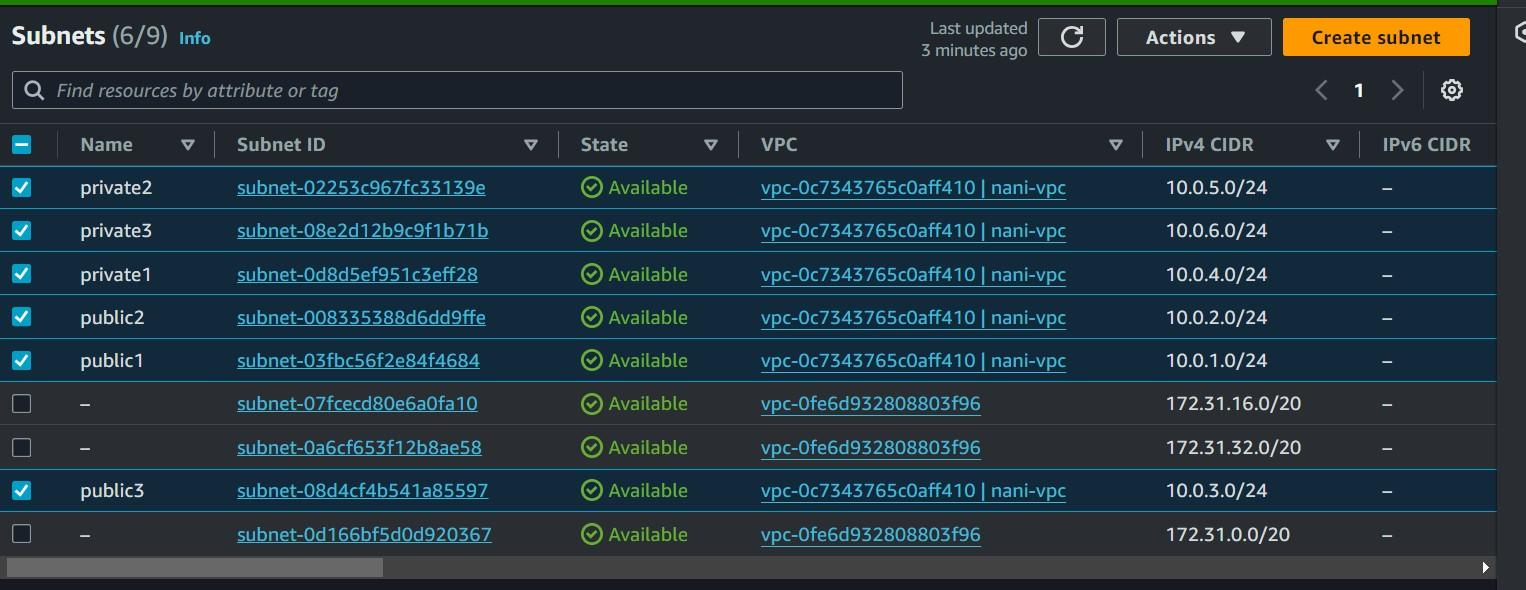 Subnets (6/9) Info
Last updated
3 minutes ago
Actions
Create subnet
Find resources by attribute or tag
1
Name Subnet ID State VPC IPv4 CIDR IPv6 CIDR
private2 subnet-02253c967fc33139e Available vpc-0c7343765c0aff410 | nani-vpc 10.0.5.0/24 –
private3 subnet-08e2d12b9c9f1b71b Available vpc-0c7343765c0aff410 | nani-vpc 10.0.6.0/24 –
private1 subnet-0d8d5ef951c3eff28 Available vpc-0c7343765c0aff410 | nani-vpc 10.0.4.0/24 –
public2 subnet-008335388d6dd9ffe Available vpc-0c7343765c0aff410 | nani-vpc 10.0.2.0/24 –
public1 subnet-03fbc56f2e84f4684 Available vpc-0c7343765c0aff410 | nani-vpc 10.0.1.0/24 –
– subnet-07fcecd80e6a0fa10 Available vpc-0fe6d932808803f96 172.31.16.0/20 –
– subnet-0a6cf653f12b8ae58 Available vpc-0fe6d932808803f96 172.31.32.0/20 –
public3 subnet-08d4cf4b541a85597 Available vpc-0c7343765c0aff410 | nani-vpc 10.0.3.0/24 –
– subnet-0d166bf5d0d920367 Available vpc-0fe6d932808803f96 172.31.0.0/20 –